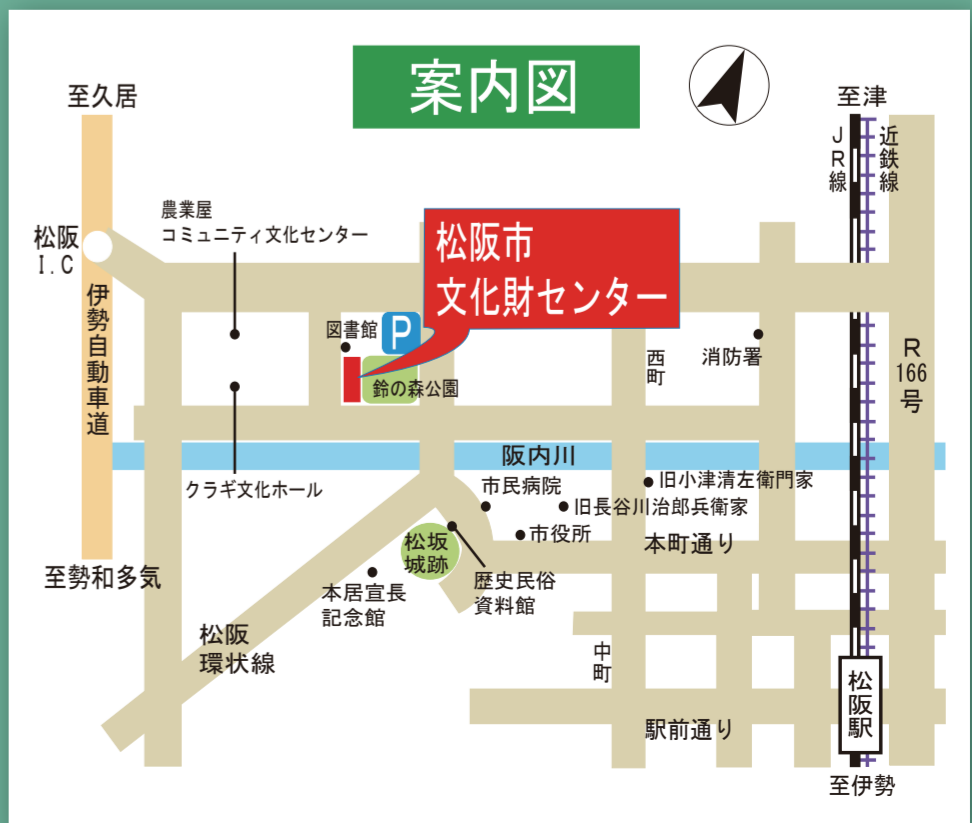 案内図
至久居
至津
JR線
近鉄線
農業屋
コミュニティ文化センター
松阪市
文化財センター
松阪
I.C
伊勢自動車道
図書館
P
鈴の森公園
西町
消防署
R
166
号
阪内川
クラギ文化ホール
市民病院
旧小津清左衛門家
旧長谷川治郎兵衛家
市役所
本町通り
松坂
城跡
至勢和多気
本居宣長
記念館
歴史民俗
資料館
松阪
環状線
中町
松阪駅
駅前通り
至伊勢